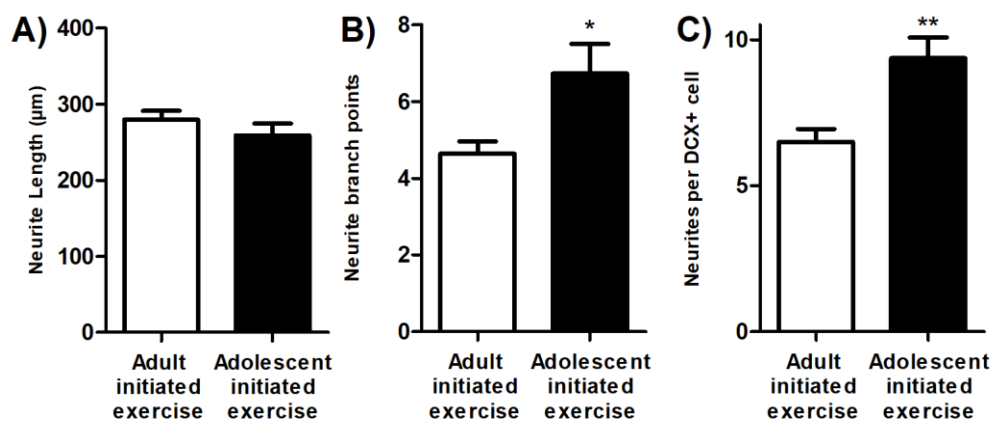 A)
Neurite Length (µm)
400
300
200
100
0
Adult
initiated
exercise
Adolescent
initiated
exercise
B)
Neurite branch points
8
6
4
2
0
*
Adult
initiated
exercise
Adolescent
initiated
exercise
C)
Neurites per DCX+ cell
10
5
0
**
Adult
initiated
exercise
Adolescent
initiated
exercise